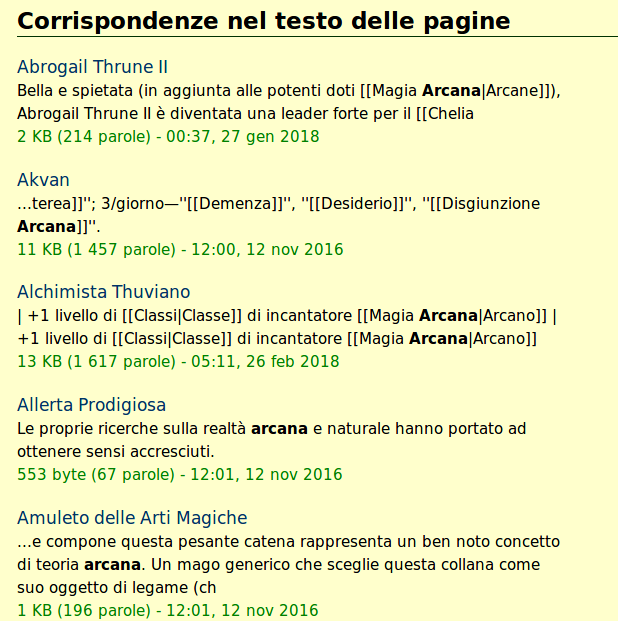 Corrispondenze nel testo delle pagine
Abrogail Thrune II
Bella e spietata (in aggiunta alle potenti doti [[Magia Arcana|Arcane]]),
Abrogail Thrune II è diventata una leader forte per il [[Chelia
2 KB (214 parole) - 00:37, 27 gen 2018
Akvan
...terea]]''; 3/giorno—''[[Demenza]]'', ''[[Desiderio]]'', ''[[Disgiunzione
Arcana]]''.
11 KB (1 457 parole) - 12:00, 12 nov 2016
Alchimista Thuviano
| +1 livello di [[Classi|Classe]] di incantatore [[Magia Arcana|Arcano]] |
+1 livello di [[Classi|Classe]] di incantatore [[Magia Arcana|Arcano]]
13 KB (1 617 parole) - 05:11, 26 feb 2018
Allerta Prodigiosa
Le proprie ricerche sulla realtà arcana e naturale hanno portato ad
ottenere sensi accresciuti.
553 byte (67 parole) - 12:01, 12 nov 2016
Amuleto delle Arti Magiche
...e compone questa pesante catena rappresenta un ben noto concetto
di teoria arcana. Un mago generico che sceglie questa collana come
suo oggetto di legame (ch
1 KB (196 parole) - 12:01, 12 nov 2016